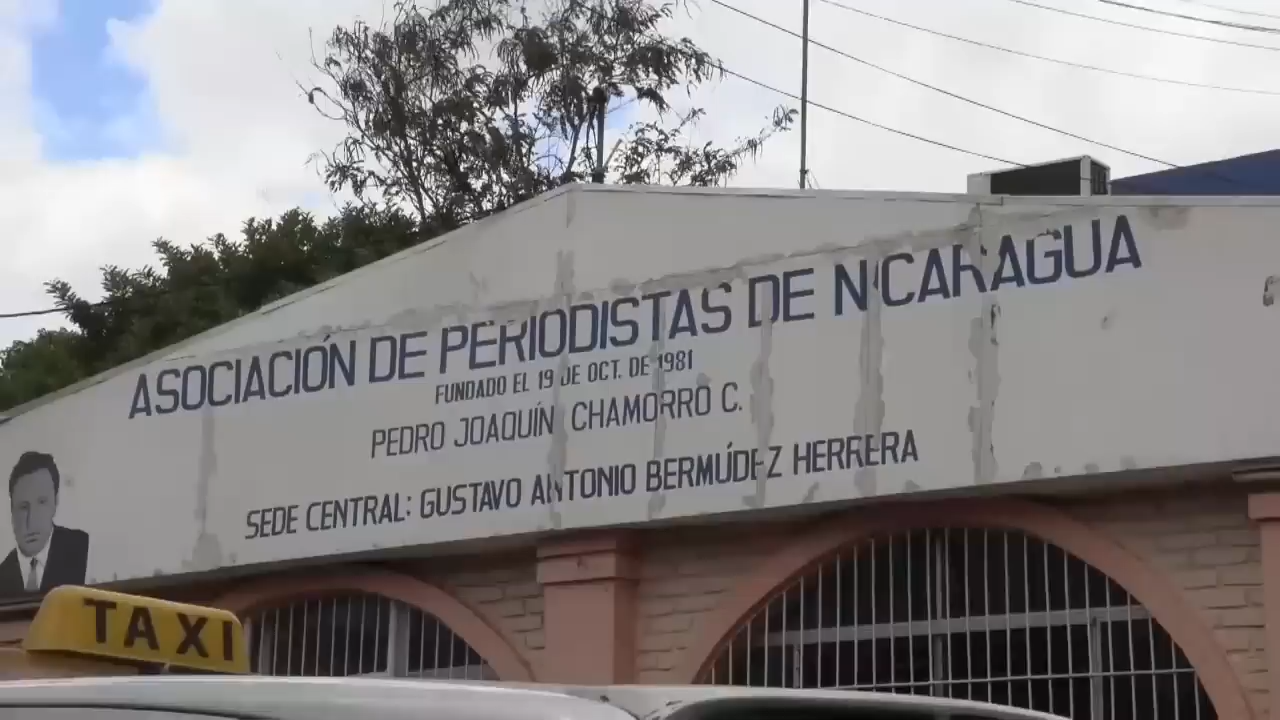 ASOCIACIÓN DE PERIODISTAS DE NICARAGUA
FUNDADO EL 19 DE OCT. DE 1981
PEDRO JOAQUÍN CHAMORRO C.
SEDE CENTRAL: GUSTAVO ANTONIO BERMÚDEZ HERRERA
TAXI